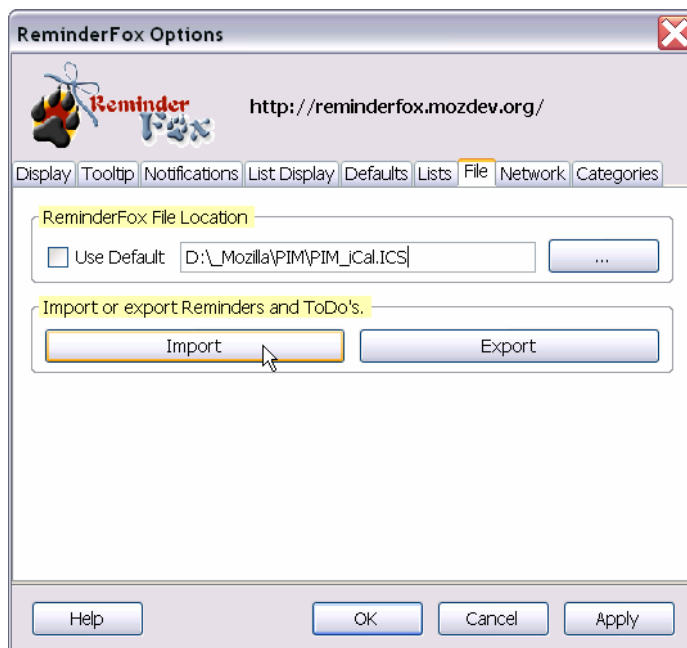 ReminderFox Options
Reminder
Fox
http://reminderfox.mozdev.org/
Display Tooltip Notifications List Display Defaults Lists File Network Categories
ReminderFox File Location
Use Default D:\_Mozilla\PIM\PIM_iCal.ICS ...
Import or export Reminders and ToDo's.
Import Export
Help OK Cancel Apply